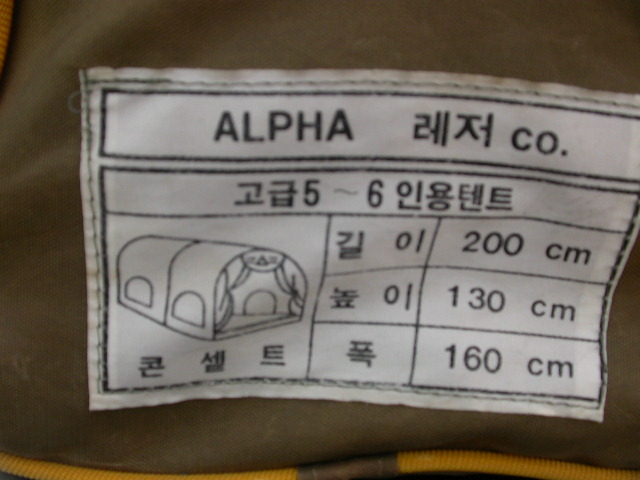 ALPHA 레저 co.
고급5 ~ 6인용텐트
길 이 200 cm
높 이 130 cm
폭 160 cm
콘 셀 트